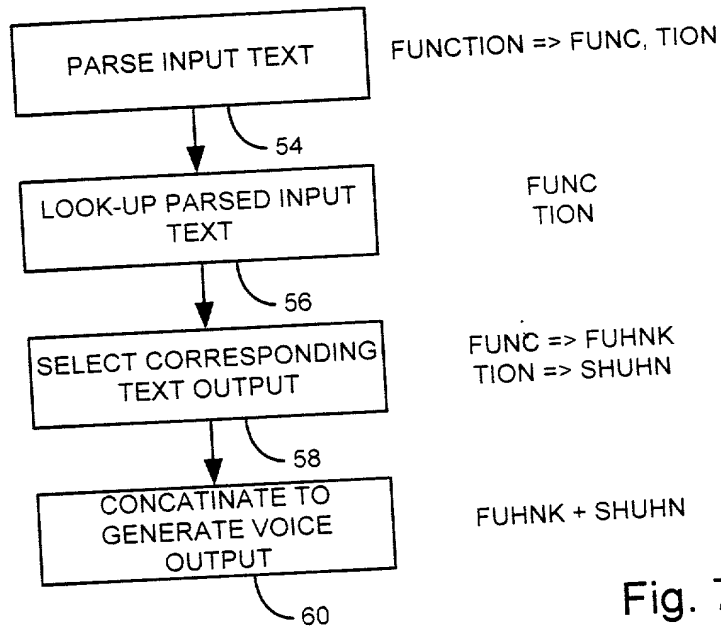 PARSE INPUT TEXT
FUNCTION => FUNC, TION
54
LOOK-UP PARSED INPUT
TEXT
FUNC
TION
56
SELECT CORRESPONDING
TEXT OUTPUT
FUNC => FUHNK
TION => SHUHN
58
CONCATINATE TO
GENERATE VOICE
OUTPUT
FUHNK + SHUHN
60
Fig.